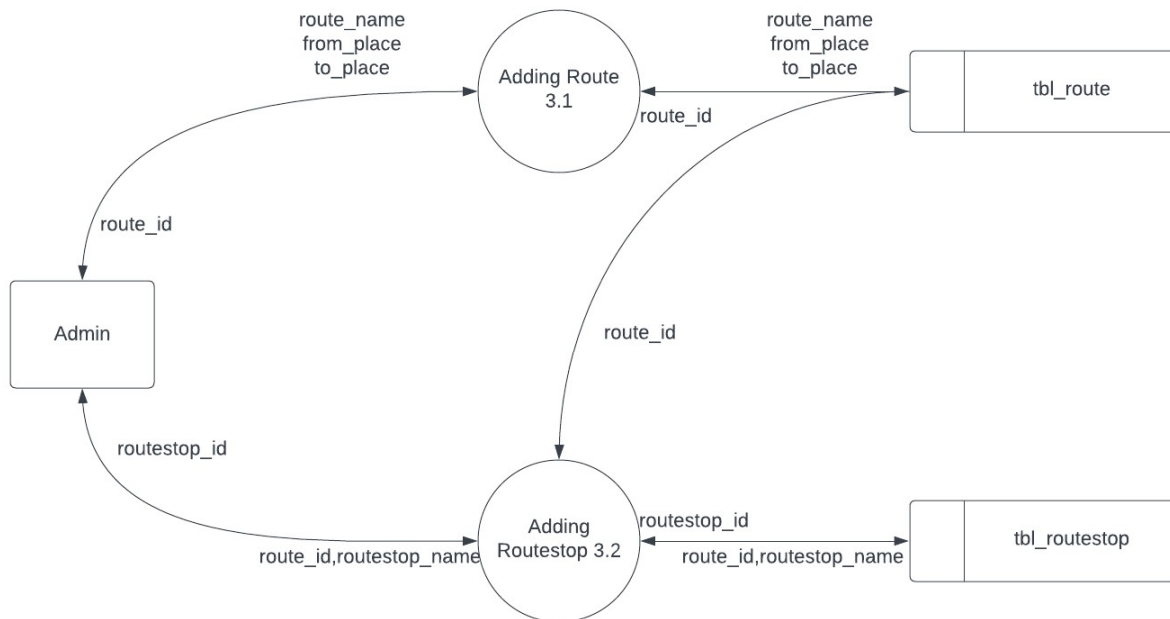 route_name
from_place
to_place
route_name
from_place
to_place
Adding Route
3.1
tbl_route
route_id
route_id
Admin
route_id
routestop_id
Adding
Routestop 3.2
routestop_id
tbl_routestop
route_id,routestop_name
route_id,routestop_name